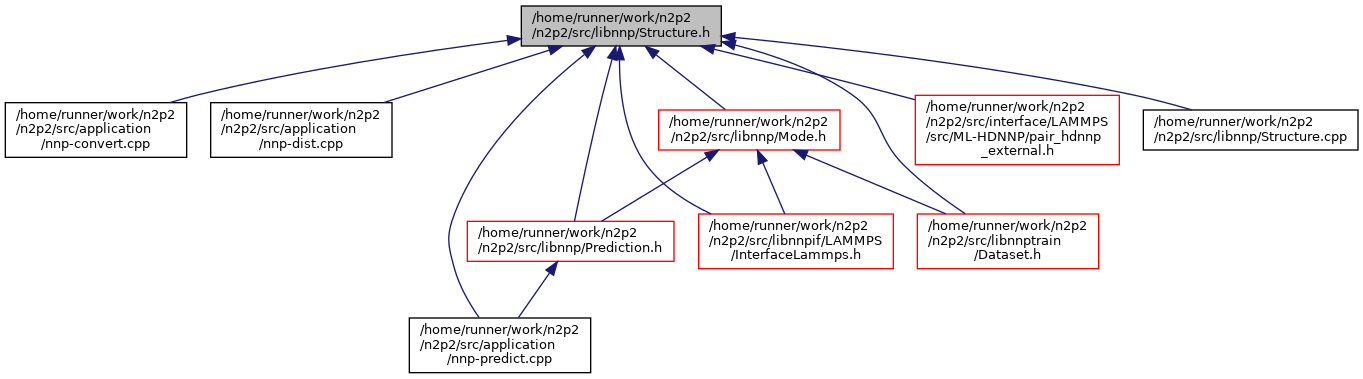 /home/runner/work/n2p2
/n2p2/src/libnnp/Structure.h
/home/runner/work/n2p2
/n2p2/src/application
/nnp-convert.cpp
/home/runner/work/n2p2
/n2p2/src/application
/nnp-dist.cpp
/home/runner/work/n2p2
/n2p2/src/libnnp/Mode.h
/home/runner/work/n2p2
/n2p2/src/interface/LAMMPS
/src/ML-HDNNP/pair_hdnnp
_external.h
/home/runner/work/n2p2
/n2p2/src/libnnp/Structure.cpp
/home/runner/work/n2p2
/n2p2/src/libnnp/Prediction.h
/home/runner/work/n2p2
/n2p2/src/libnnpif/LAMMPS
/InterfaceLammps.h
/home/runner/work/n2p2
/n2p2/src/libnnptrain
/Dataset.h
/home/runner/work/n2p2
/n2p2/src/application
/nnp-predict.cpp